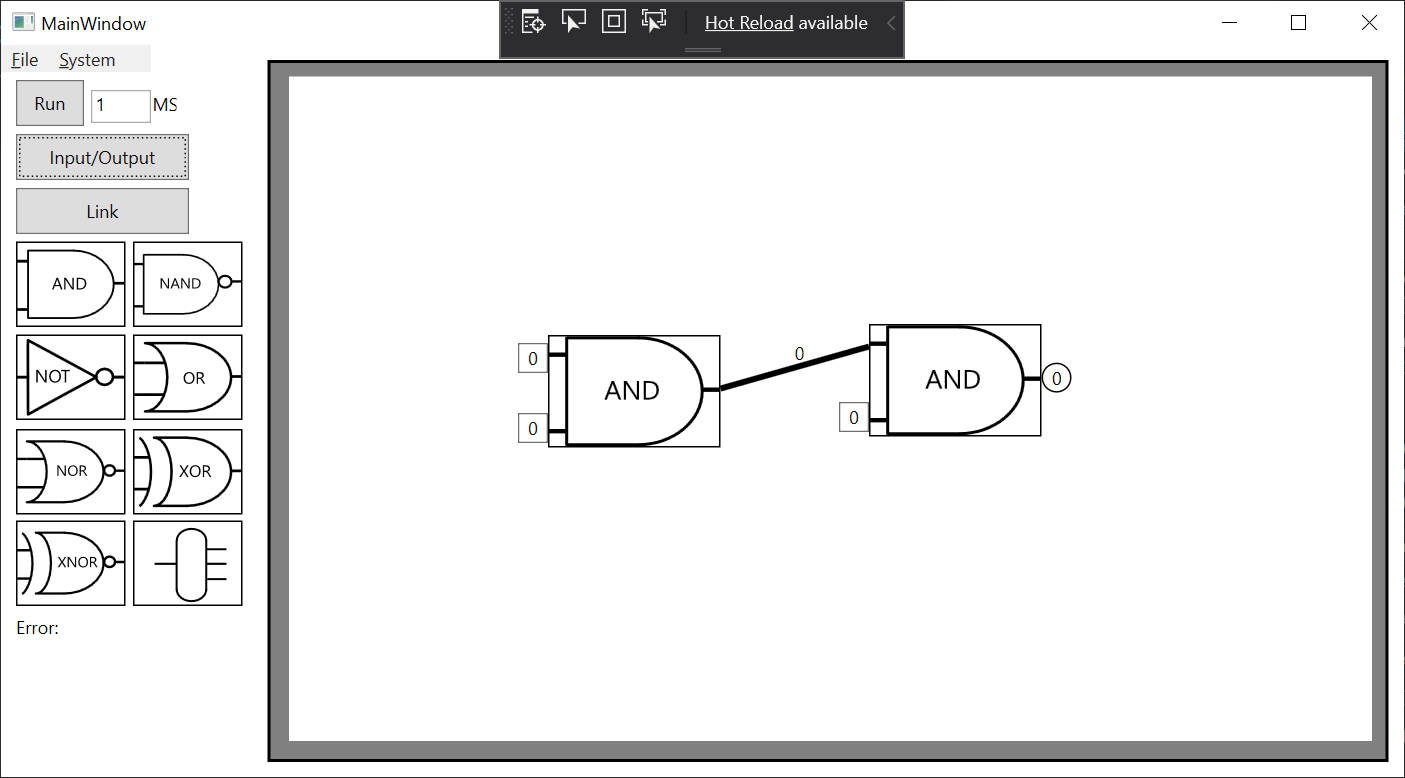 MainWindow
Hot Reload available
File System
Run 1 MS
Input/Output
Link
AND NAND
NOT OR
NOR XOR
XNOR
Error:
0
0
AND
0
0
AND
0